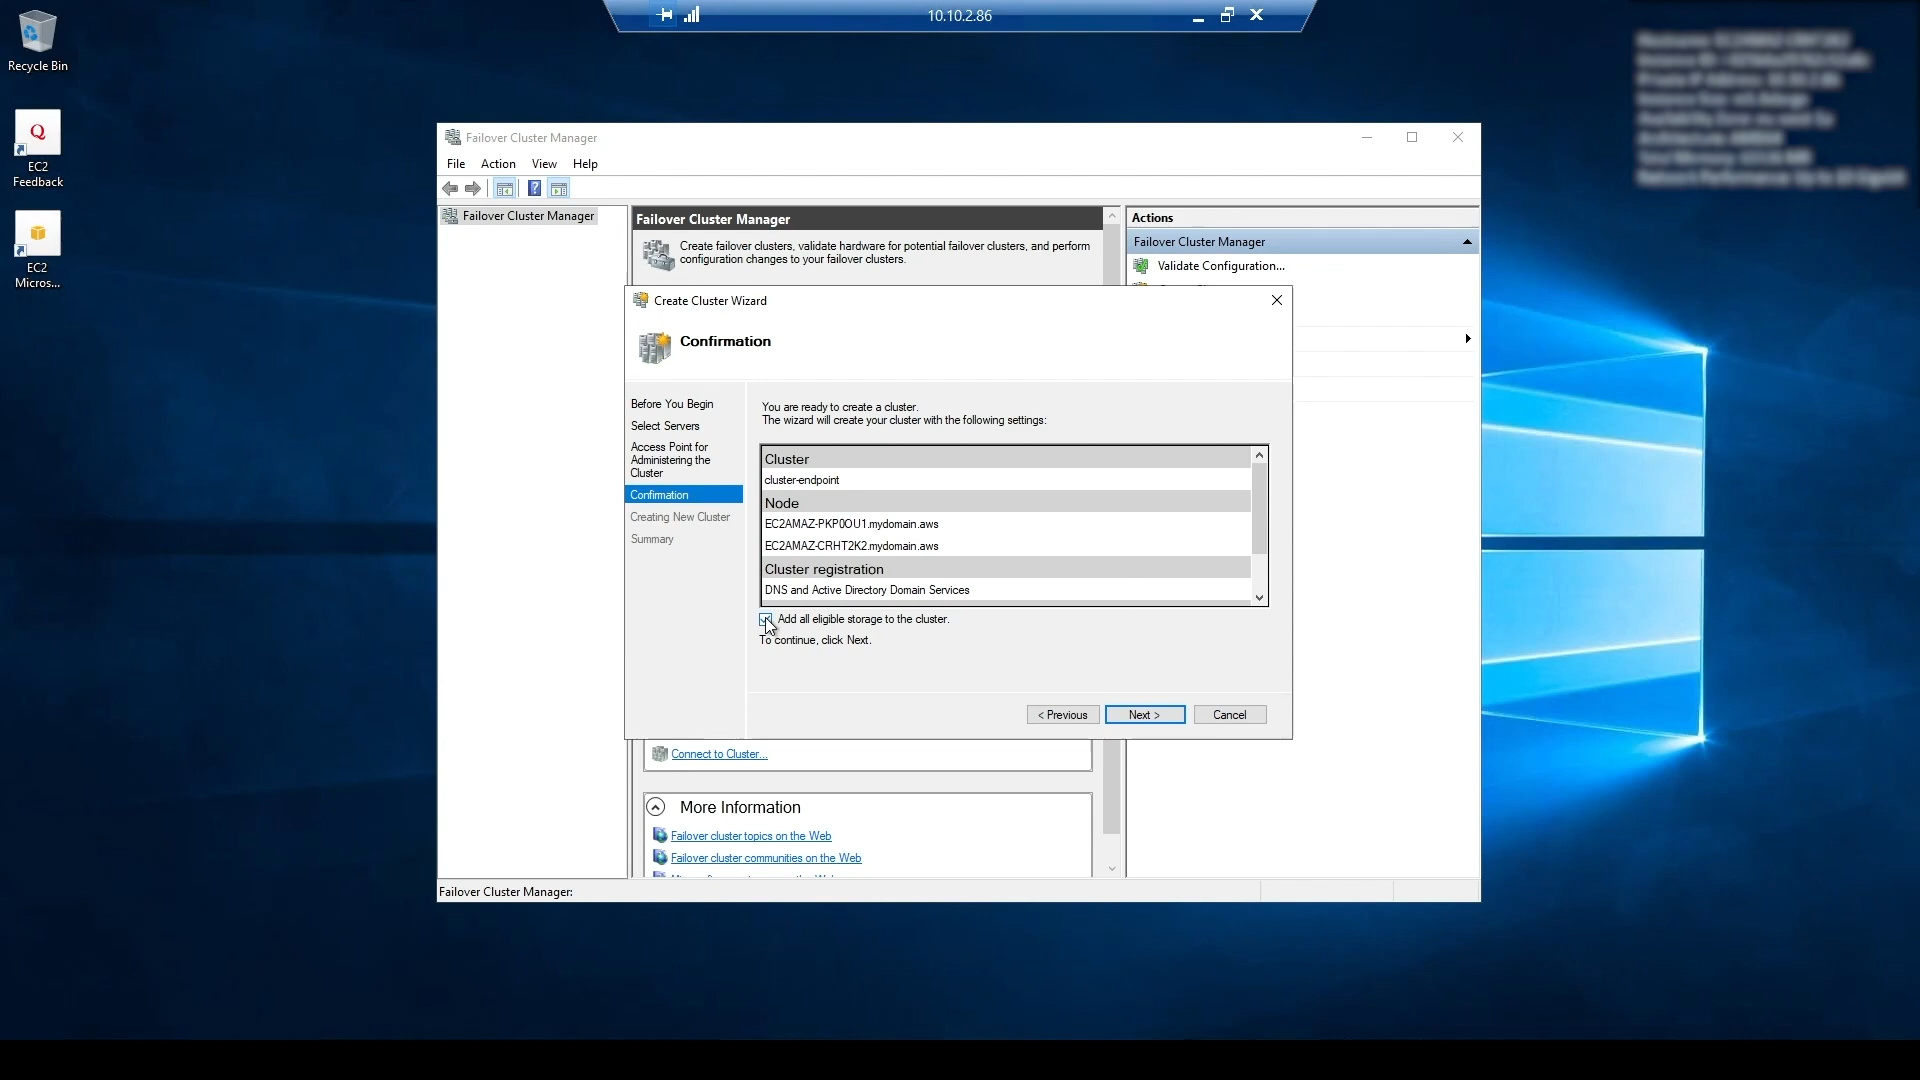 10.10.2.86
Recycle Bin
EC2
Feedback
EC2
Micros...
Failover Cluster Manager
File Action View Help
Failover Cluster Manager
Failover Cluster Manager
Create failover clusters, validate hardware for potential failover clusters, and perform
configuration changes to your failover clusters.
Actions
Failover Cluster Manager
Validate Configuration...
Create Cluster Wizard
Confirmation
Before You Begin
Select Servers
Access Point for
Administering the
Cluster
Confirmation
Creating New Cluster
Summary
You are ready to create a cluster.
The wizard will create your cluster with the following settings:
Cluster
cluster-endpoint
Node
EC2AMAZ-PKP0OU1.mydomain.aws
EC2AMAZ-CRHT2K2.mydomain.aws
Cluster registration
DNS and Active Directory Domain Services
Add all eligible storage to the cluster.
To continue, click Next.
< Previous
Next >
Cancel
Connect to Cluster...
More Information
Failover cluster topics on the Web
Failover cluster communities on the Web
Failover Cluster Manager: